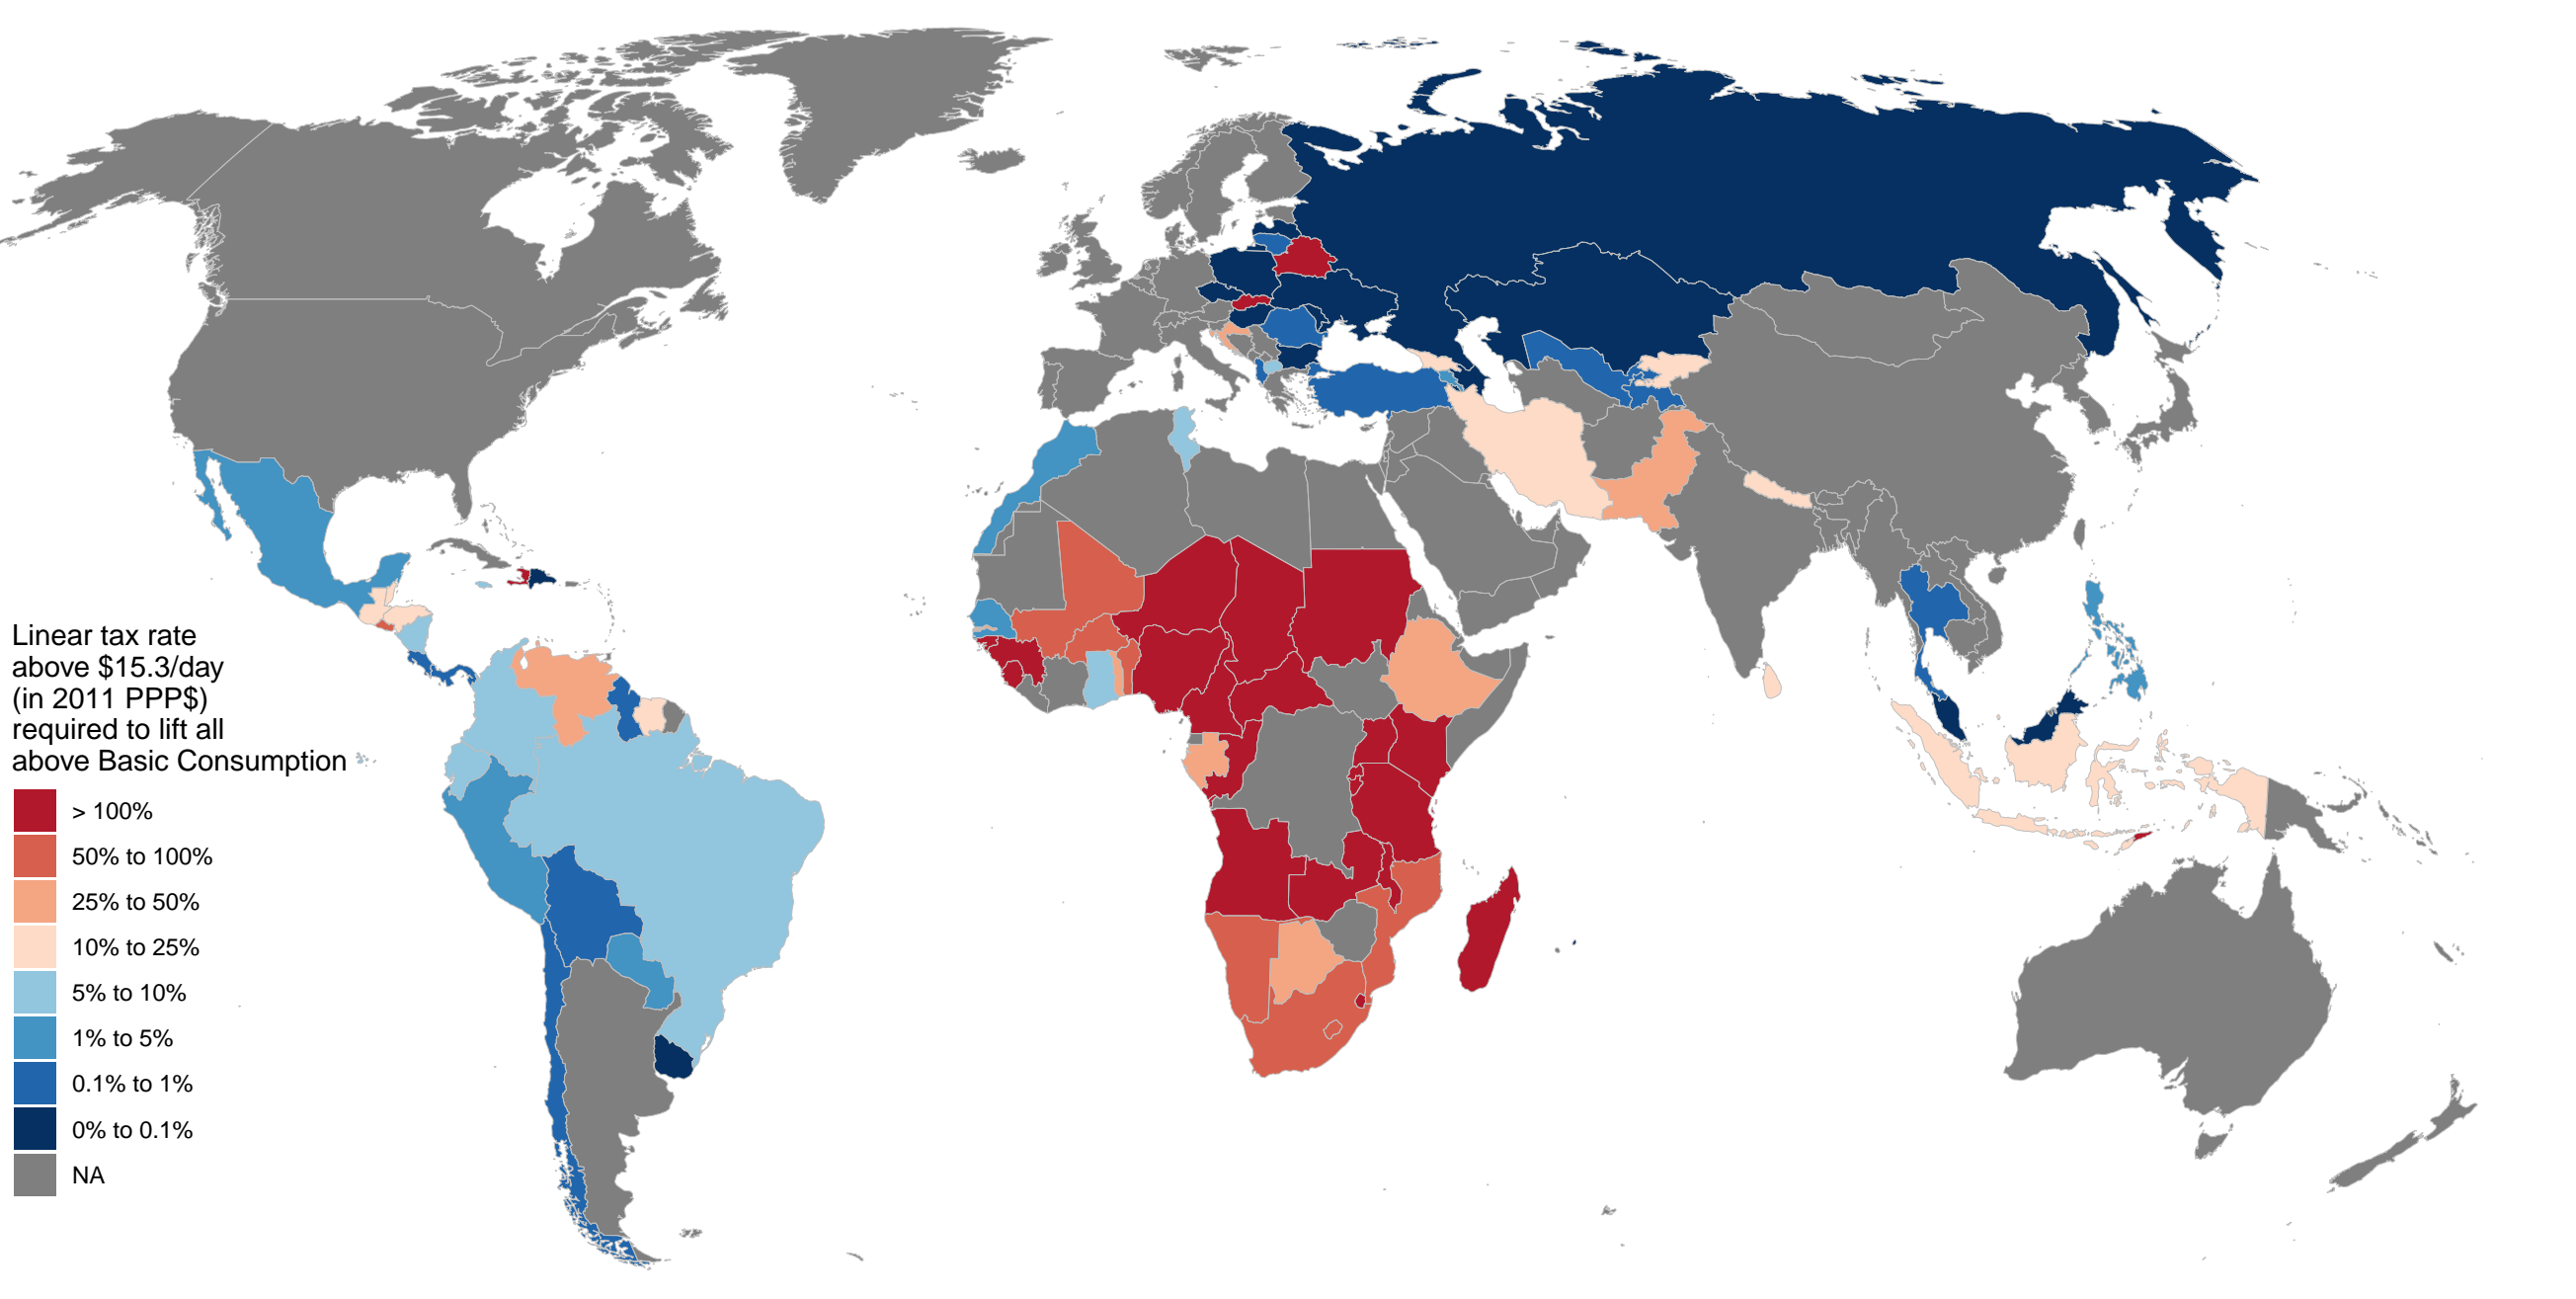 Linear tax rate
above $15.3/day
(in 2011 PPP$)
required to lift all
above Basic Consumption
> 100%
50% to 100%
25% to 50%
10% to 25%
5% to 10%
1% to 5%
0.1% to 1%
0% to 0.1%
NA